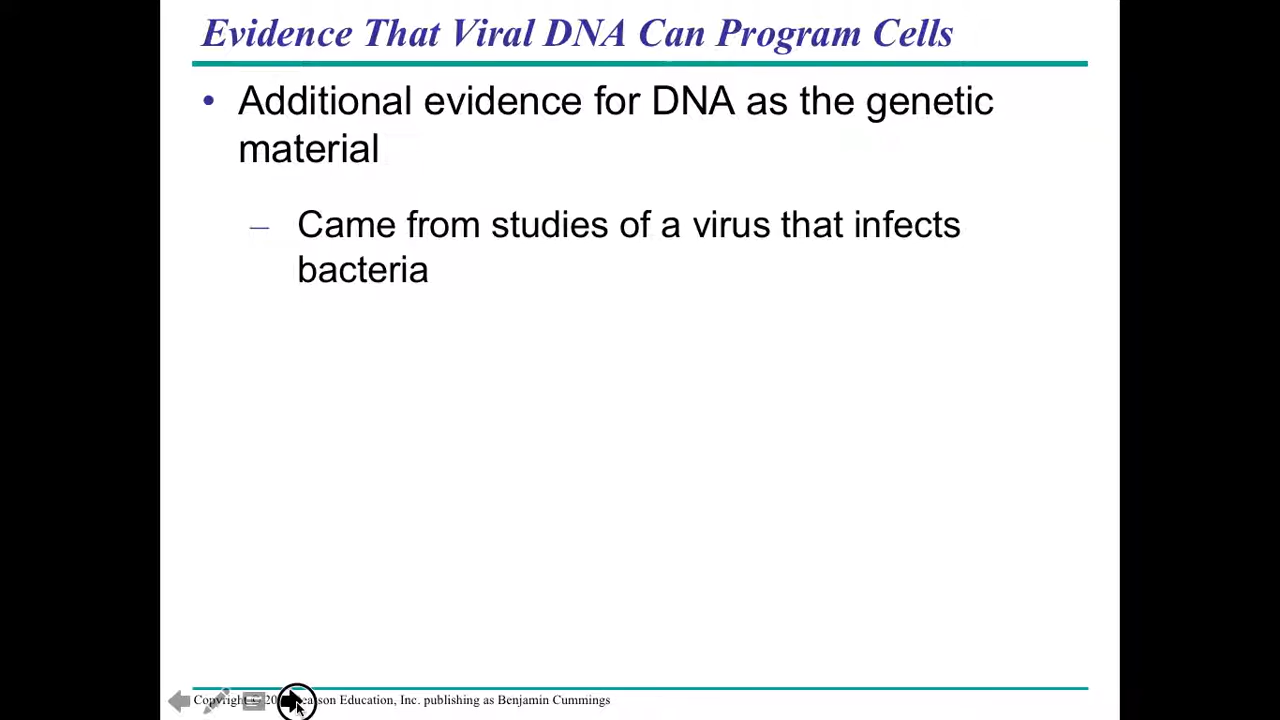 Evidence That Viral DNA Can Program Cells
• Additional evidence for DNA as the genetic
material
– Came from studies of a virus that infects
bacteria
Copyright © Education, Inc. publishing as Benjamin Cummings